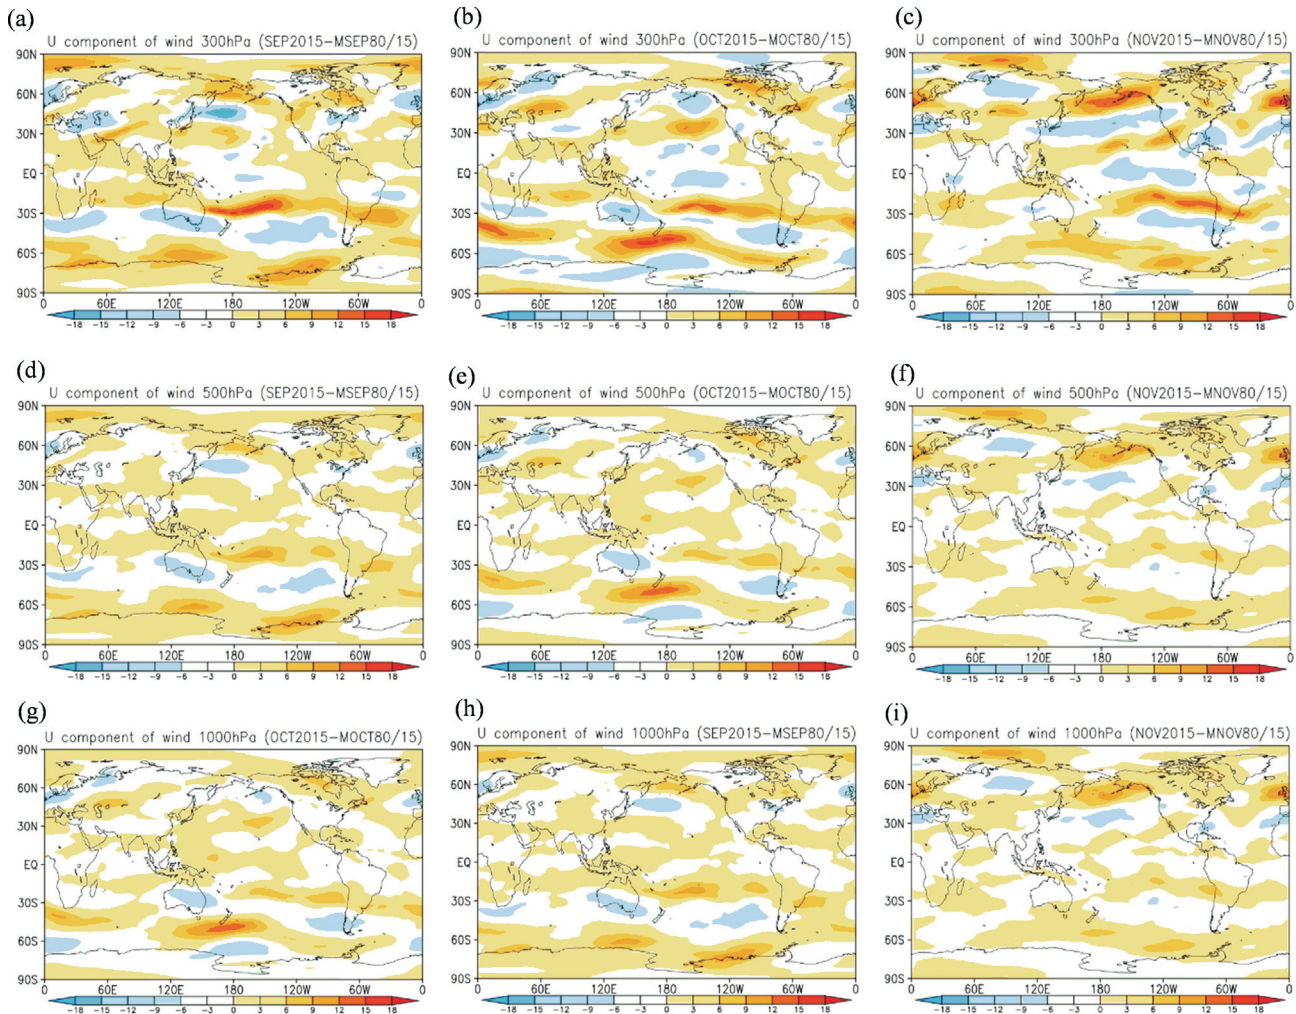 (a)
U component of wind 300hPa (SEP2015-MSEP80/15)
90N
60N
30N
EQ
30S
60S
90S
0 60E 120E 180 120W 60W 0
-18 -15 -12 -9 -6 -3 0 3 6 9 12 15 18
(b)
U component of wind 300hPa (OCT2015-MOCT80/15)
90N
60N
30N
EQ
30S
60S
90S
0 60E 120E 180 120W 60W 0
-18 -15 -12 -9 -6 -3 0 3 6 9 12 15 18
(c)
U component of wind 300hPa (NOV2015-MNOV80/15)
90N
60N
30N
EQ
30S
60S
90S
0 60E 120E 180 120W 60W 0
-18 -15 -12 -9 -6 -3 0 3 6 9 12 15 18
(d)
U component of wind 500hPa (SEP2015-MSEP80/15)
90N
60N
30N
EQ
30S
60S
90S
0 60E 120E 180 120W 60W 0
-18 -15 -12 -9 -6 -3 0 3 6 9 12 15 18
(e)
U component of wind 500hPa (OCT2015-MOCT80/15)
90N
60N
30N
EQ
30S
60S
90S
0 60E 120E 180 120W 60W 0
-18 -15 -12 -9 -6 -3 0 3 6 9 12 15 18
(f)
U component of wind 500hPa (NOV2015-MNOV80/15)
90N
60N
30N
EQ
30S
60S
90S
0 60E 120E 180 120W 60W 0
-18 -15 -12 -9 -6 -3 0 3 6 9 12 15 18
(g)
U component of wind 1000hPa (OCT2015-MOCT80/15)
90N
60N
30N
EQ
30S
60S
90S
0 60E 120E 180 120W 60W 0
-18 -15 -12 -9 -6 -3 0 3 6 9 12 15 18
(h)
U component of wind 1000hPa (SEP2015-MSEP80/15)
90N
60N
30N
EQ
30S
60S
90S
0 60E 120E 180 120W 60W 0
-18 -15 -12 -9 -6 -3 0 3 6 9 12 15 18
(i)
U component of wind 1000hPa (NOV2015-MNOV80/15)
90N
60N
30N
EQ
30S
60S
90S
0 60E 120E 180 120W 60W 0
-18 -15 -12 -9 -6 -3 0 3 6 9 12 15 18